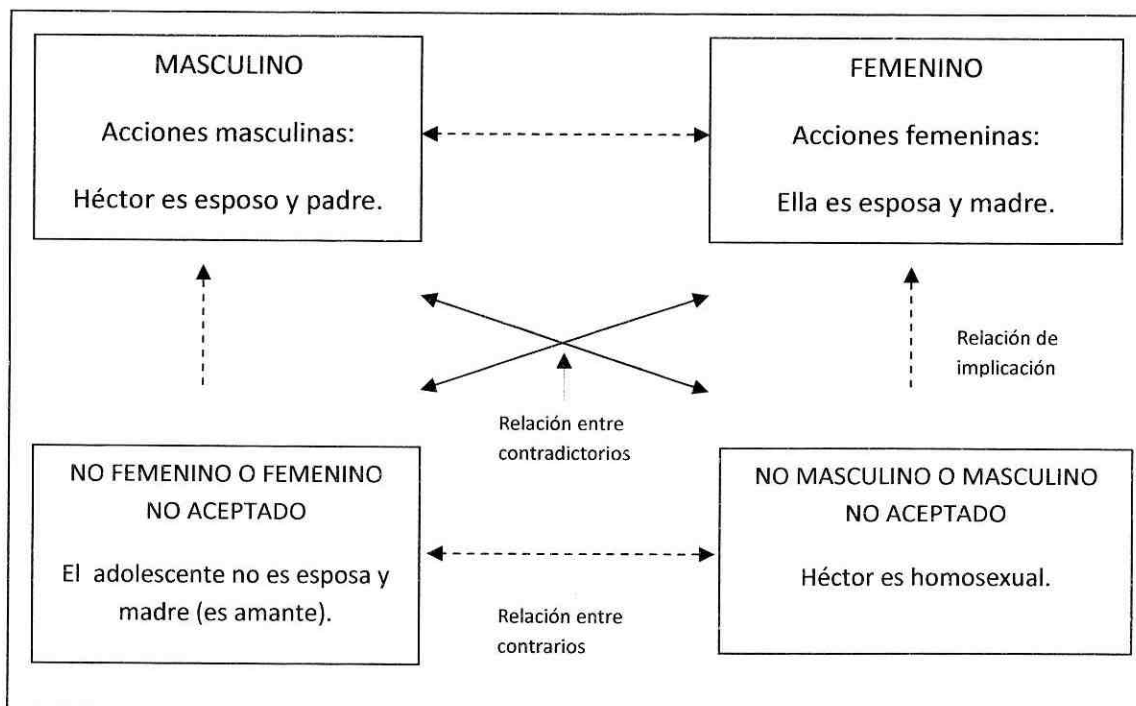 MASCULINO
Acciones masculinas:
Héctor es esposo y padre.
FEMENINO
Acciones femeninas:
Ella es esposa y madre.
Relación de
implicación
Relación entre
contradictorios
NO FEMENINO O FEMENINO
NO ACEPTADO
El adolescente no es esposa y
madre (es amante).
NO MASCULINO O MASCULINO
NO ACEPTADO
Héctor es homosexual.
Relación entre
contrarios